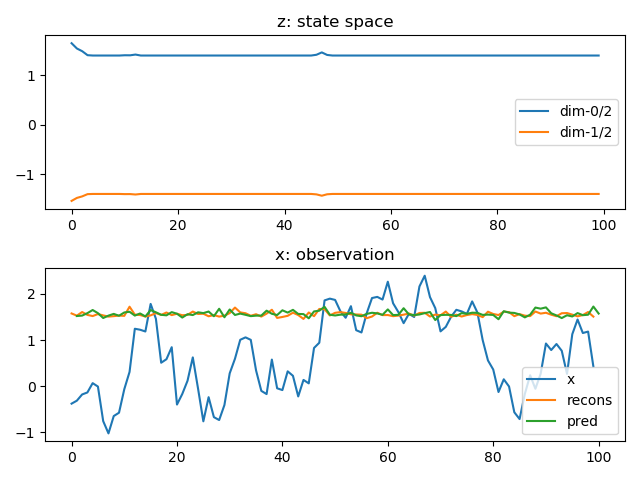 z: state space
1
0
−1
dim-0/2
dim-1/2
0 20 40 60 80 100
x: observation
2
1
0
−1
x
recons
pred
0 20 40 60 80 100